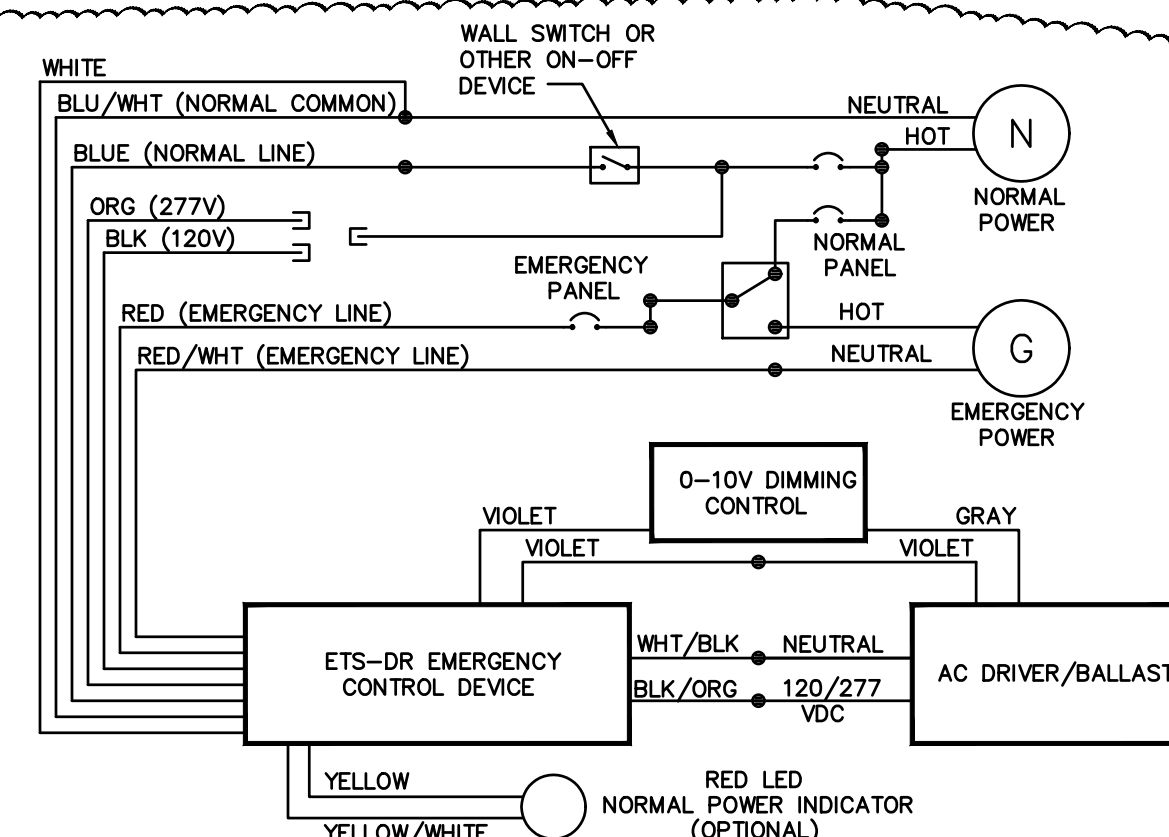 WALL SWITCH OR
OTHER ON-OFF
DEVICE
WHITE
BLU/WHT (NORMAL COMMON)
NEUTRAL
HOT
N
BLUE (NORMAL LINE)
NORMAL
POWER
ORG (277V)
BLK (120V)
NORMAL
PANEL
EMERGENCY
PANEL
RED (EMERGENCY LINE)
HOT
RED/WHT (EMERGENCY LINE)
NEUTRAL
G
EMERGENCY
POWER
0-10V DIMMING
CONTROL
VIOLET
GRAY
VIOLET
VIOLET
WHT/BLK
NEUTRAL
ETS-DR EMERGENCY
CONTROL DEVICE
BLK/ORG
120/277
VDC
AC DRIVER/BALLAST
YELLOW
YELLOW/WHITE
RED LED
NORMAL POWER INDICATOR
(OPTIONAL)